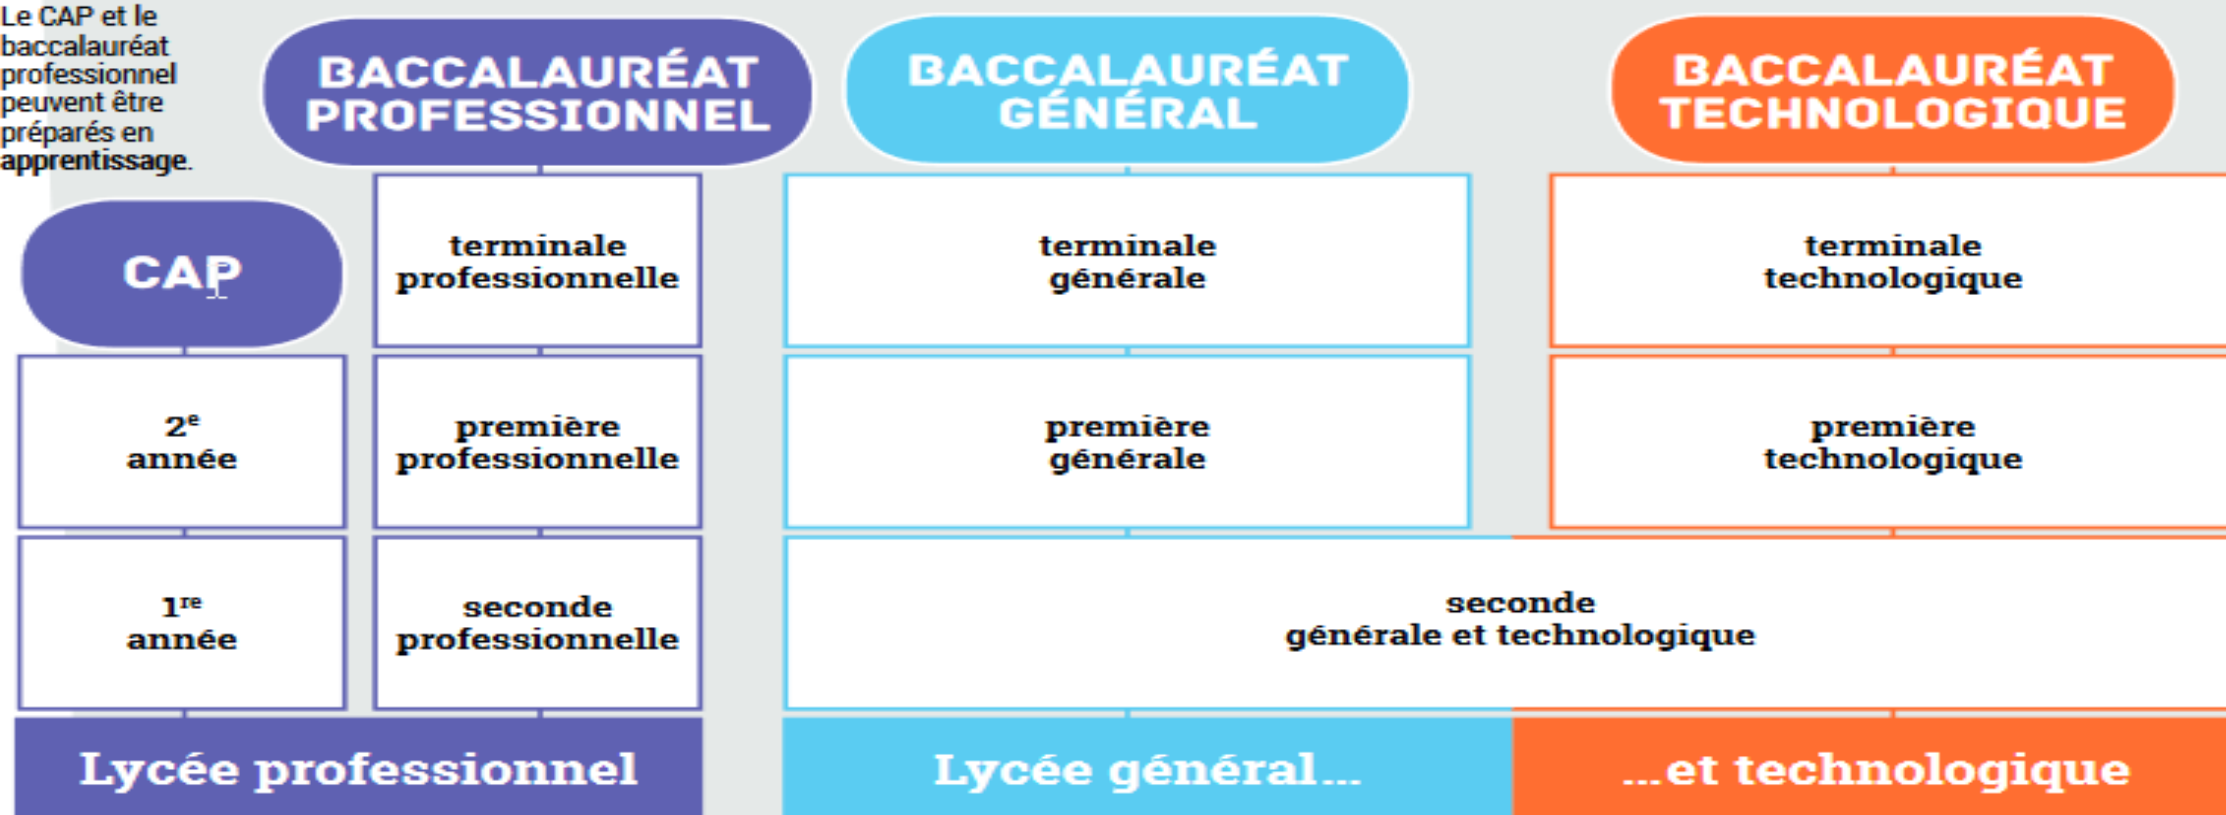 Le CAP et le
baccalauréat
professionnel
peuvent être
préparés en
apprentissage.
BACCALAURÉAT
PROFESSIONNEL
BACCALAURÉAT
GÉNÉRAL
BACCALAURÉAT
TECHNOLOGIQUE
CAP
terminale
professionnelle
terminale
générale
terminale
technologique
2e
année
première
professionnelle
première
générale
première
technologique
1re
année
seconde
professionnelle
seconde
générale et technologique
Lycée professionnel
Lycée général...
...et technologique